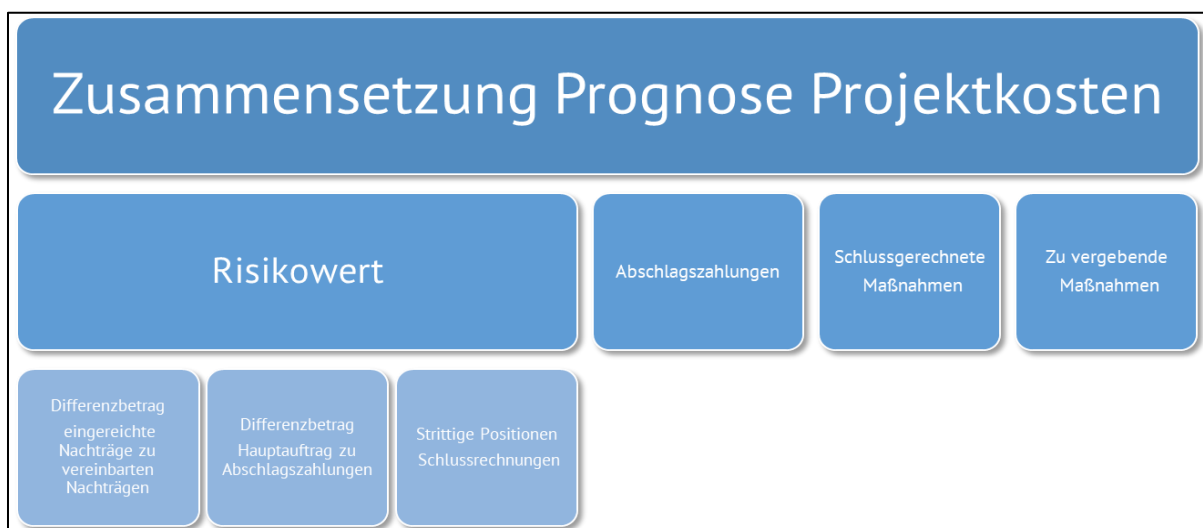 Zusammensetzung Prognose Projektkosten
Risikowert
Abschlagszahlungen
Schlussgerechnete
Maßnahmen
Zu vergebende
Maßnahmen
Differenzbetrag
eingereichte
Nachträge zu
vereinbarten
Nachträgen
Differenzbetrag
Hauptauftrag zu
Abschlagszahlungen
Strittige Positionen
Schlussrechnungen